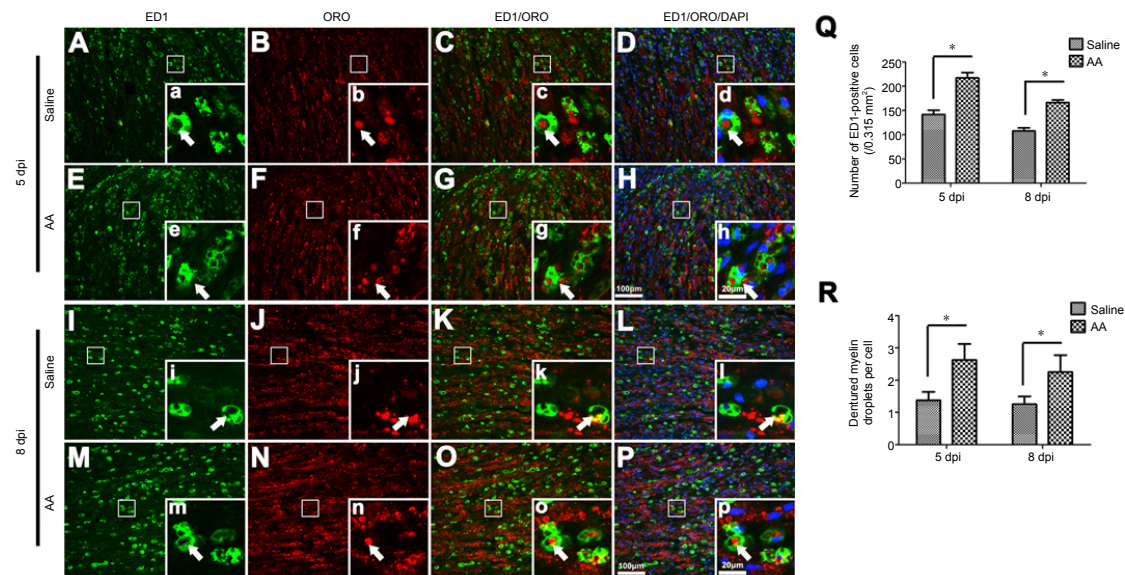 ED1 ORO ED1/ORO ED1/ORO/DAPI
5 dpi
Saline
A B C D
a b c d
AA
E F G H
e f g h
100μm 20μm
8 dpi
Saline
I J K L
i j k l
AA
M N O P
m n o p
100μm 20μm
Q
Saline
AA
Number of ED1-positive cells
(/0.315 mm²)
250
200
150
100
50
0
* *
5 dpi 8 dpi
R
Saline
AA
Dentured myelin
droplets per cell
4
3
2
1
0
* *
5 dpi 8 dpi